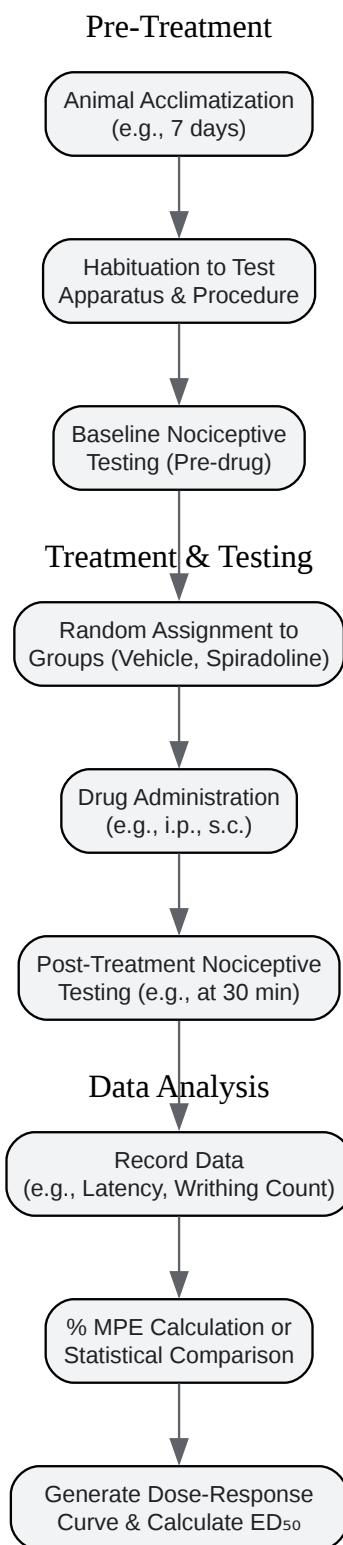 Pre-Treatment
Animal Acclimatization
(e.g., 7 days)
Habituation to Test
Apparatus & Procedure
Baseline Nociceptive
Testing (Pre-drug)
Treatment & Testing
Random Assignment to
Groups (Vehicle, Spiradoline)
Drug Administration
(e.g., i.p., s.c.)
Post-Treatment Nociceptive
Testing (e.g., at 30 min)
Data Analysis
Record Data
(e.g., Latency, Writhing Count)
% MPE Calculation or
Statistical Comparison
Generate Dose-Response
Curve & Calculate ED₅₀